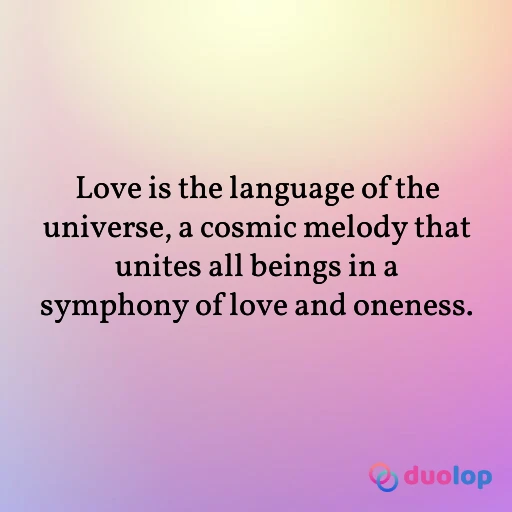 Love is the language of the
universe, a cosmic melody that
unites all beings in a
symphony of love and oneness.
duolop